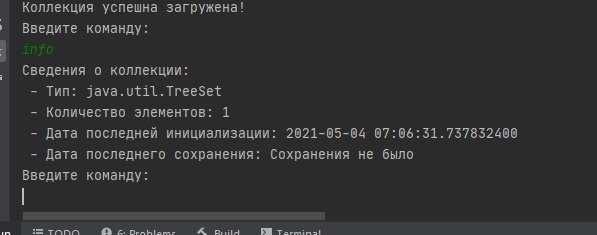 Коллекция успешна загружена!
Введите команду:
info
Сведения о коллекции:
- Тип: java.util.TreeSet
- Количество элементов: 1
- Дата последней инициализации: 2021-05-04 07:06:31.737832400
- Дата последнего сохранения: Сохранения не было
Введите команду:
TODO 6: Problems Build Terminal